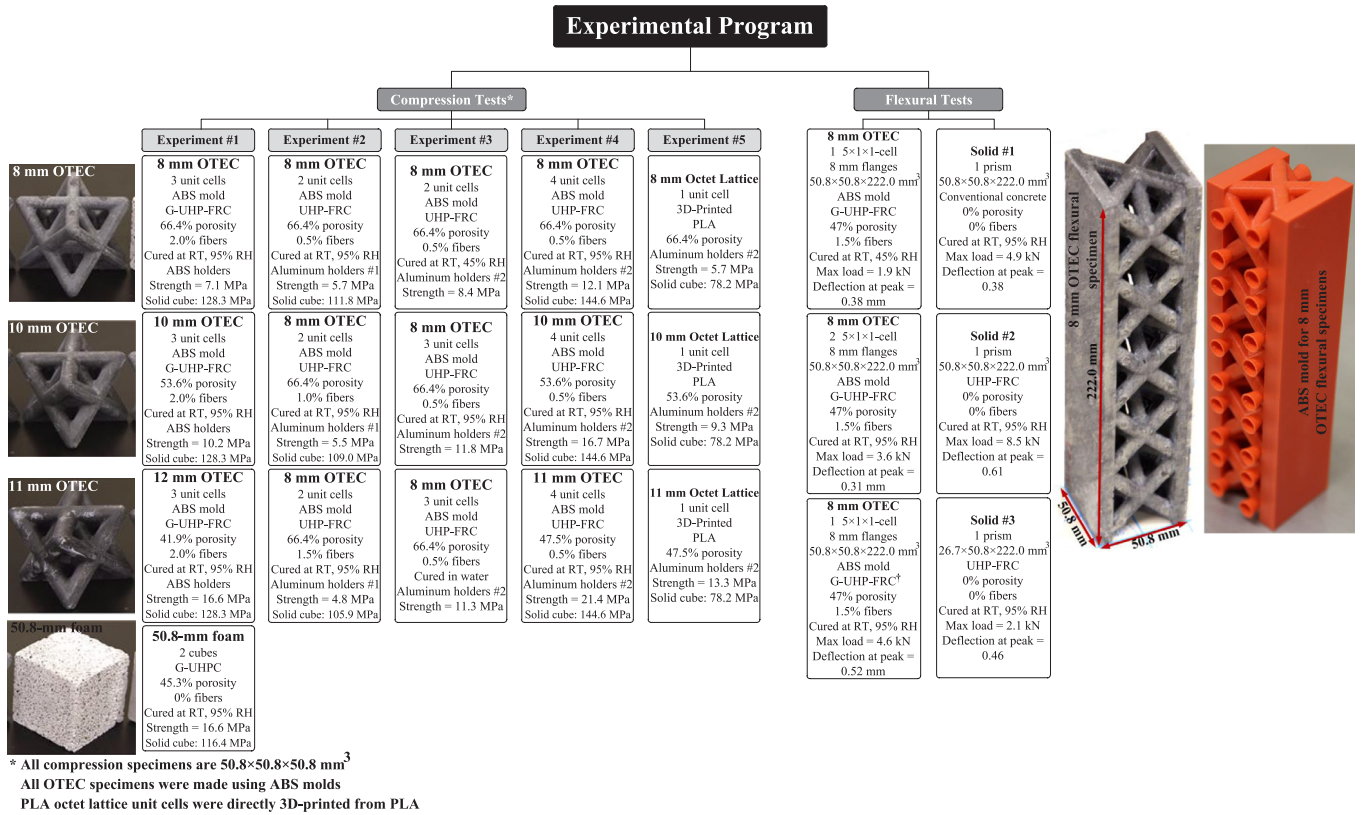 Experimental Program
Compression Tests*
Flexural Tests
Experiment #1
Experiment #2
Experiment #3
Experiment #4
Experiment #5
8 mm OTEC
10 mm OTEC
11 mm OTEC
50.8-mm foam
8 mm OTEC
3 unit cells
ABS mold
G-UHP-FRC
66.4% porosity
2.0% fibers
Cured at RT, 95% RH
ABS holders
Strength = 7.1 MPa
Solid cube: 128.3 MPa
10 mm OTEC
3 unit cells
ABS mold
G-UHP-FRC
53.6% porosity
2.0% fibers
Cured at RT, 95% RH
ABS holders
Strength = 10.2 MPa
Solid cube: 128.3 MPa
12 mm OTEC
3 unit cells
ABS mold
G-UHP-FRC
41.9% porosity
2.0% fibers
Cured at RT, 95% RH
ABS holders
Strength = 16.6 MPa
Solid cube: 128.3 MPa
50.8-mm foam
2 cubes
G-UHPC
45.3% porosity
0% fibers
Cured at RT, 95% RH
Strength = 16.6 MPa
Solid cube: 116.4 MPa
8 mm OTEC
2 unit cells
ABS mold
UHP-FRC
66.4% porosity
0.5% fibers
Cured at RT, 95% RH
Aluminum holders #1
Strength = 5.7 MPa
Solid cube: 111.8 MPa
8 mm OTEC
2 unit cells
ABS mold
UHP-FRC
66.4% porosity
1.0% fibers
Cured at RT, 95% RH
Aluminum holders #1
Strength = 5.5 MPa
Solid cube: 109.0 MPa
8 mm OTEC
2 unit cells
ABS mold
UHP-FRC
66.4% porosity
1.5% fibers
Cured at RT, 95% RH
Aluminum holders #1
Strength = 4.8 MPa
Solid cube: 105.9 MPa
8 mm OTEC
2 unit cells
ABS mold
UHP-FRC
66.4% porosity
0.5% fibers
Cured at RT, 45% RH
Aluminum holders #2
Strength = 8.4 MPa
8 mm OTEC
3 unit cells
ABS mold
UHP-FRC
66.4% porosity
0.5% fibers
Cured at RT, 95% RH
Aluminum holders #2
Strength = 11.8 MPa
8 mm OTEC
3 unit cells
ABS mold
UHP-FRC
66.4% porosity
0.5% fibers
Cured in water
Aluminum holders #2
Strength = 11.3 MPa
8 mm OTEC
4 unit cells
ABS mold
UHP-FRC
66.4% porosity
0.5% fibers
Cured at RT, 95% RH
Aluminum holders #2
Strength = 12.1 MPa
Solid cube: 144.6 MPa
10 mm OTEC
4 unit cells
ABS mold
UHP-FRC
53.6% porosity
0.5% fibers
Cured at RT, 95% RH
Aluminum holders #2
Strength = 16.7 MPa
Solid cube: 144.6 MPa
11 mm OTEC
4 unit cells
ABS mold
UHP-FRC
47.5% porosity
0.5% fibers
Cured at RT, 95% RH
Aluminum holders #2
Strength = 21.4 MPa
Solid cube: 144.6 MPa
8 mm Octet Lattice
1 unit cell
3D-Printed
PLA
66.4% porosity
Aluminum holders #2
Strength = 5.7 MPa
Solid cube: 78.2 MPa
10 mm Octet Lattice
1 unit cell
3D-Printed
PLA
53.6% porosity
Aluminum holders #2
Strength = 9.3 MPa
Solid cube: 78.2 MPa
11 mm Octet Lattice
1 unit cell
3D-Printed
PLA
47.5% porosity
Aluminum holders #2
Strength = 13.3 MPa
Solid cube: 78.2 MPa
8 mm OTEC
1 5×1×1-cell
8 mm flanges
50.8×50.8×222.0 mm³
ABS mold
G-UHP-FRC
47% porosity
1.5% fibers
Cured at RT, 45% RH
Max load = 1.9 kN
Deflection at peak =
0.38 mm
8 mm OTEC
2 5×1×1-cell
8 mm flanges
50.8×50.8×222.0 mm³
ABS mold
G-UHP-FRC
47% porosity
1.5% fibers
Cured at RT, 95% RH
Max load = 3.6 kN
Deflection at peak =
0.31 mm
8 mm OTEC
1 5×1×1-cell
8 mm flanges
50.8×50.8×222.0 mm³
ABS mold
G-UHP-FRC†
47% porosity
1.5% fibers
Cured at RT, 95% RH
Max load = 4.6 kN
Deflection at peak =
0.52 mm
Solid #1
1 prism
50.8×50.8×222.0 mm³
Conventional concrete
0% porosity
0% fibers
Cured at RT, 95% RH
Max load = 4.9 kN
Deflection at peak =
0.38
Solid #2
1 prism
50.8×50.8×222.0 mm³
UHP-FRC
0% porosity
0% fibers
Cured at RT, 95% RH
Max load = 8.5 kN
Deflection at peak =
0.61
Solid #3
1 prism
26.7×50.8×222.0 mm³
UHP-FRC
0% porosity
0% fibers
Cured at RT, 95% RH
Max load = 2.1 kN
Deflection at peak =
0.46
8 mm OTEC flexural
specimen
222.0 mm
50.8 mm
50.8 mm
ABS mold for 8 mm
OTEC flexural specimens
* All compression specimens are 50.8×50.8×50.8 mm³
All OTEC specimens were made using ABS molds
PLA octet lattice unit cells were directly 3D-printed from PLA